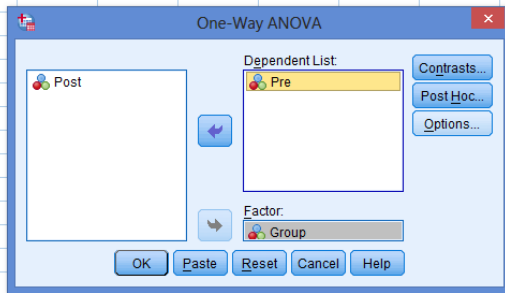 One-Way ANOVA
Dependent List:
Post
Pre
Contrasts...
Post Hoc...
Options...
Factor:
Group
OK Paste Reset Cancel Help